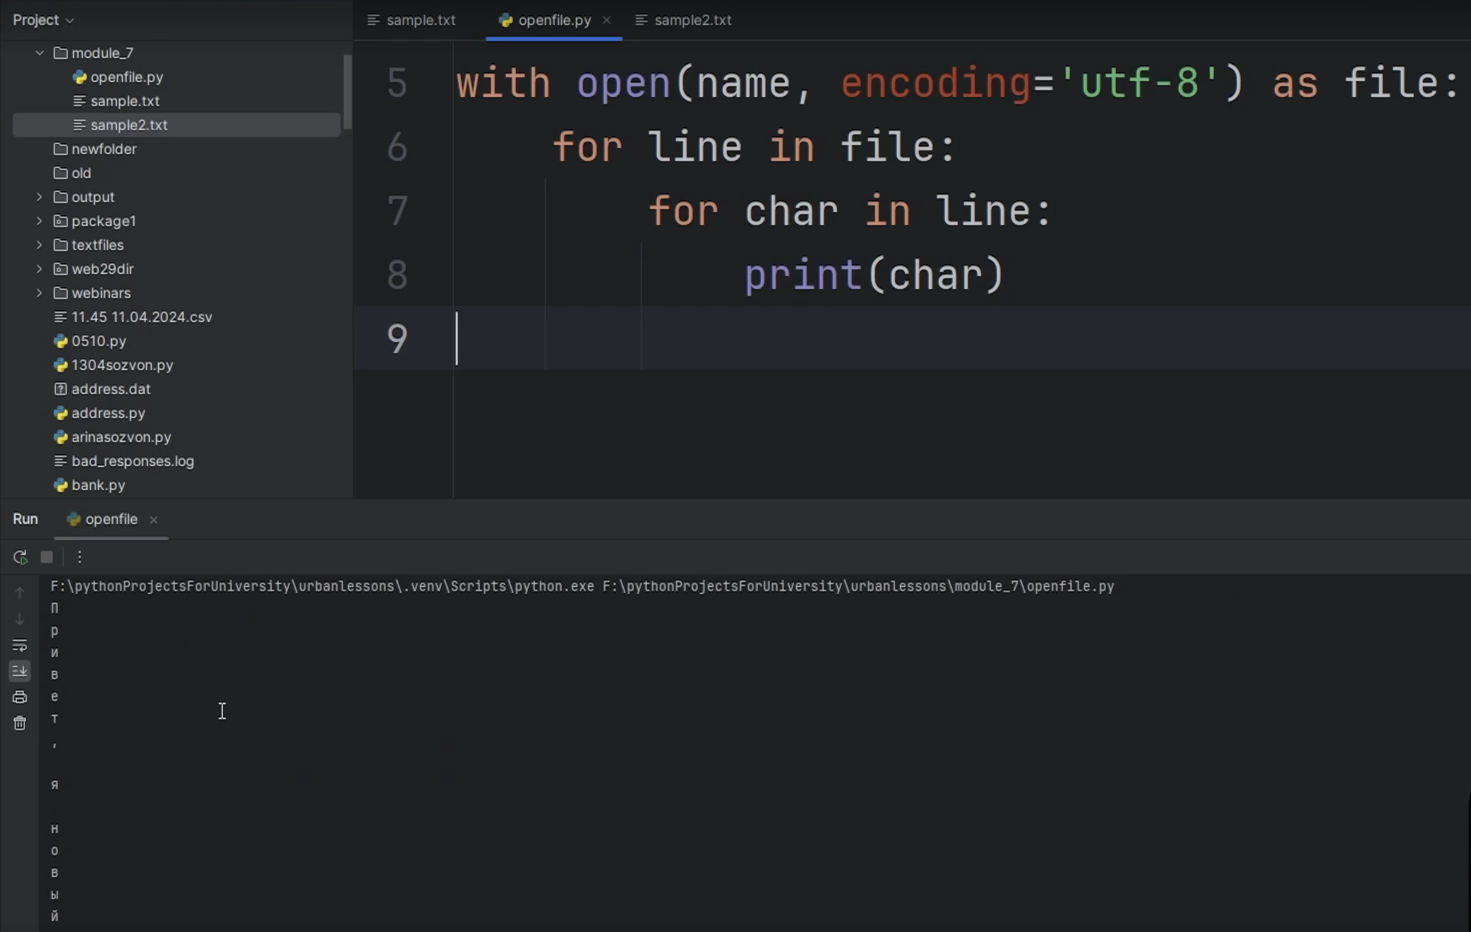 Project
sample.txt
openfile.py
sample2.txt
module_7
openfile.py
sample.txt
sample2.txt
newfolder
old
output
package1
textfiles
web29dir
webinars
11.45 11.04.2024.csv
0510.py
1304sozvon.py
address.dat
address.py
arinasozvon.py
bad_responses.log
bank.py
5 with open(name, encoding='utf-8') as file:
6 for line in file:
7 for char in line:
8 print(char)
9
Run
openfile
F:\pythonProjectsForUniversity\urbanlessons\.venv\Scripts\python.exe F:\pythonProjectsForUniversity\urbanlessons\module_7\openfile.py
П
р
и
в
е
т
,
я
н
о
в
ы
й